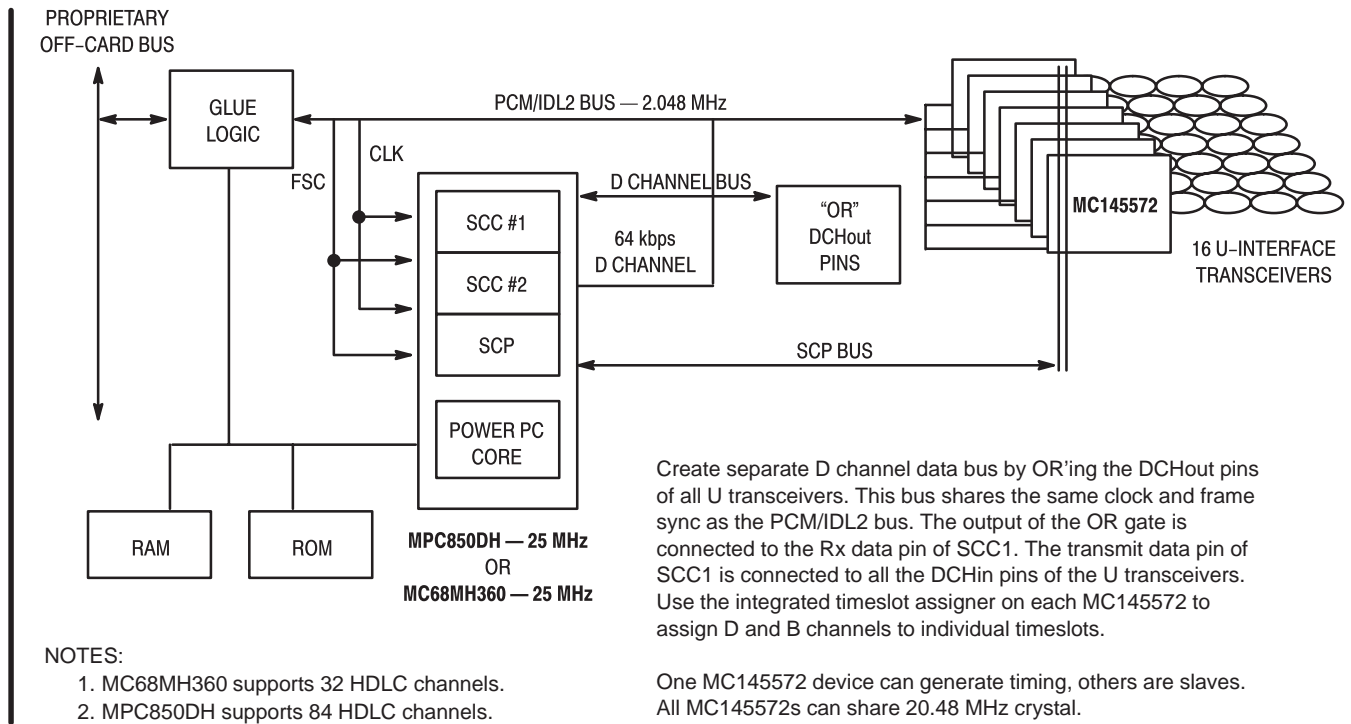 PROPRIETARY
OFF–CARD BUS
GLUE
LOGIC
PCM/IDL2 BUS — 2.048 MHz
CLK
FSC
D CHANNEL BUS
SCC #1
64 kbps
D CHANNEL
"OR"
DCHout
PINS
MC145572
16 U–INTERFACE
TRANSCEIVERS
SCC #2
SCP
SCP BUS
POWER PC
CORE
RAM
ROM
MPC850DH — 25 MHz
OR
MC68MH360 — 25 MHz
Create separate D channel data bus by OR'ing the DCHout pins
of all U transceivers. This bus shares the same clock and frame
sync as the PCM/IDL2 bus. The output of the OR gate is
connected to the Rx data pin of SCC1. The transmit data pin of
SCC1 is connected to all the DCHin pins of the U transceivers.
Use the integrated timeslot assigner on each MC145572 to
assign D and B channels to individual timeslots.
One MC145572 device can generate timing, others are slaves.
All MC145572s can share 20.48 MHz crystal.
NOTES:
1. MC68MH360 supports 32 HDLC channels.
2. MPC850DH supports 84 HDLC channels.